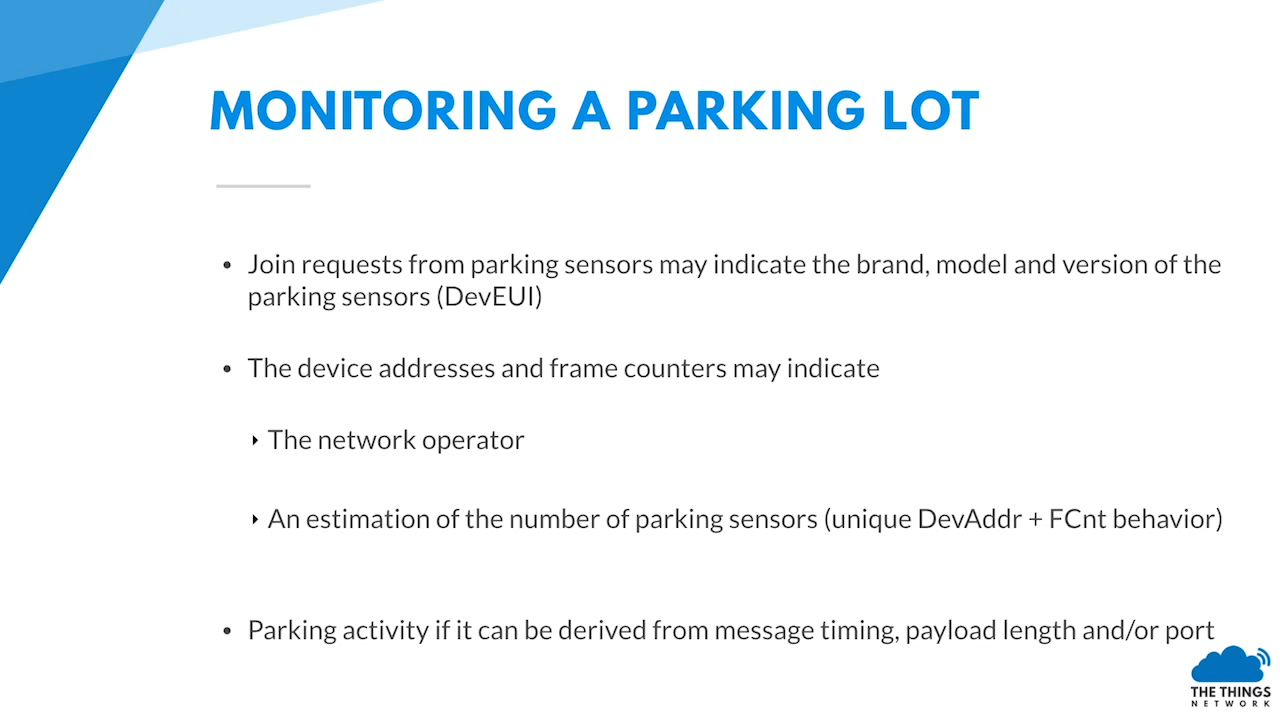 MONITORING A PARKING LOT
• Join requests from parking sensors may indicate the brand, model and version of the
parking sensors (DevEUI)
• The device addresses and frame counters may indicate
‣ The network operator
‣ An estimation of the number of parking sensors (unique DevAddr + FCnt behavior)
• Parking activity if it can be derived from message timing, payload length and/or port
THE THINGS
NETWORK